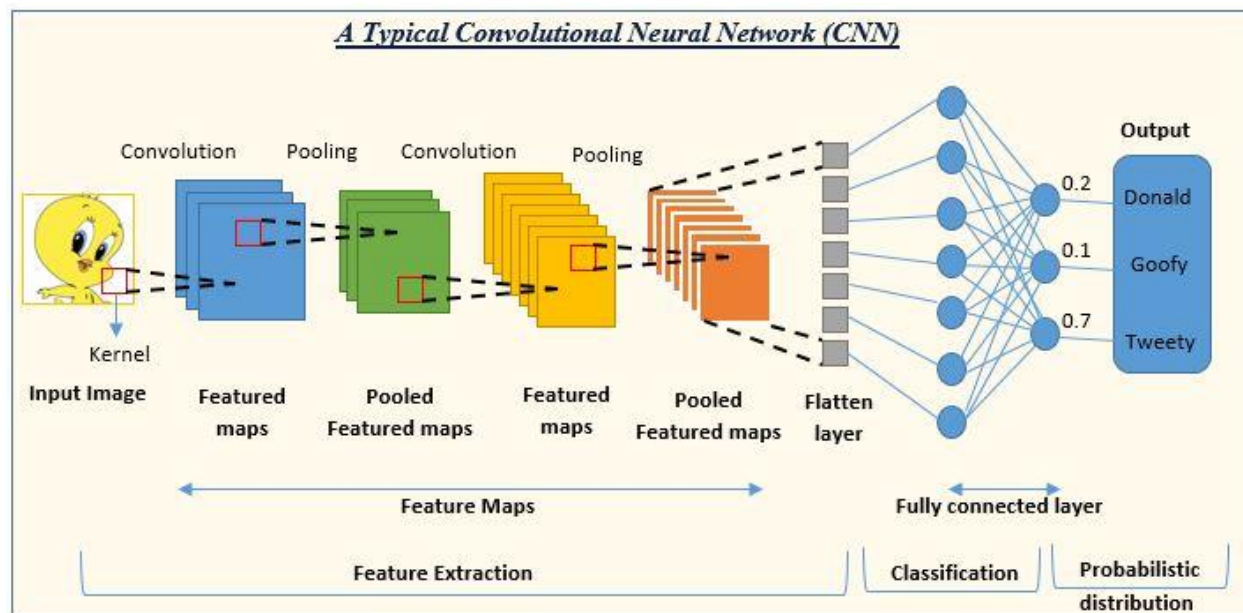 A Typical Convolutional Neural Network (CNN)
Convolution
Pooling
Convolution
Pooling
Output
0.2
Donald
0.1
Goofy
0.7
Tweety
Kernel
Input Image
Featured
maps
Pooled
Featured maps
Featured
maps
Pooled
Featured maps
Flatten
layer
Feature Maps
Fully connected layer
Feature Extraction
Classification
Probabilistic
distribution